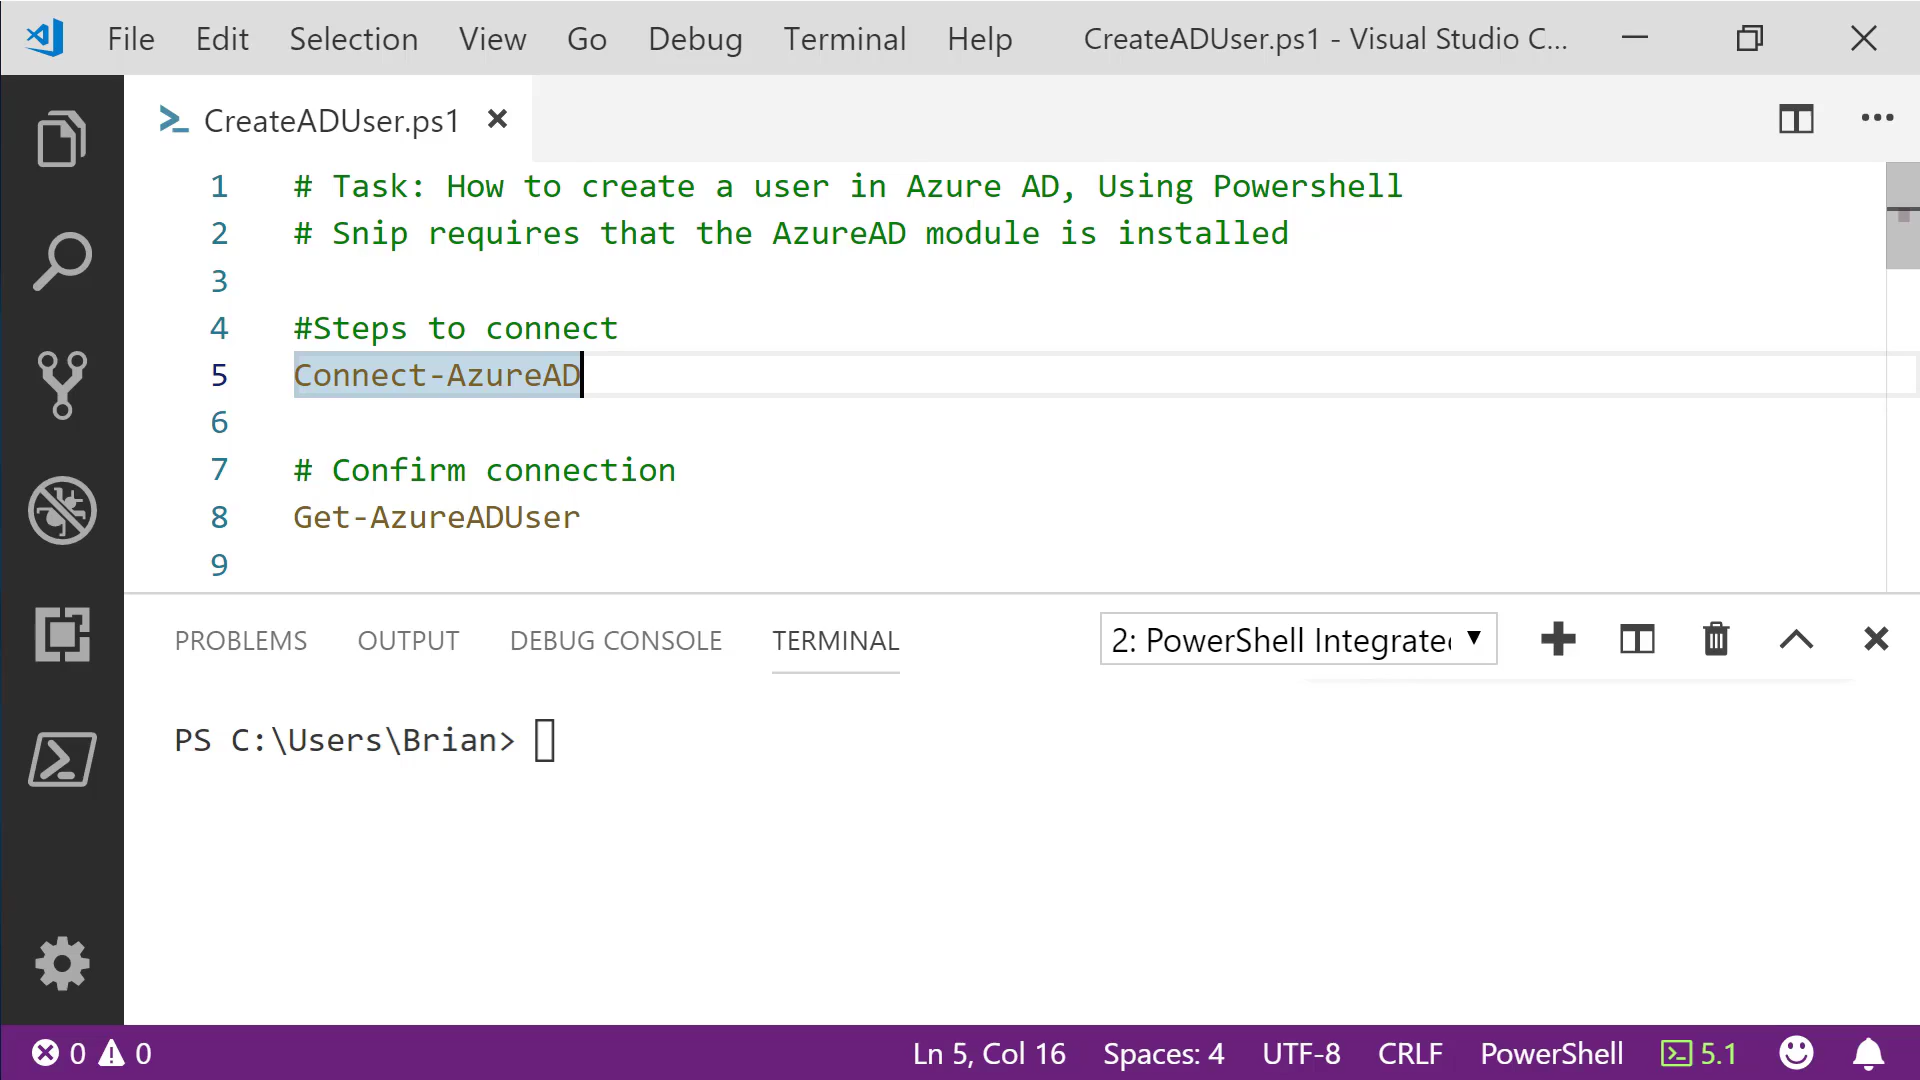 File Edit Selection View Go Debug Terminal Help CreateADUser.ps1 - Visual Studio C...
CreateADUser.ps1
1 # Task: How to create a user in Azure AD, Using Powershell
2 # Snip requires that the AzureAD module is installed
3
4 #Steps to connect
5 Connect-AzureAD
6
7 # Confirm connection
8 Get-AzureADUser
9
PROBLEMS OUTPUT DEBUG CONSOLE TERMINAL 2: PowerShell Integrate
PS C:\Users\Brian>
0 0 Ln 5, Col 16 Spaces: 4 UTF-8 CRLF PowerShell 5.1